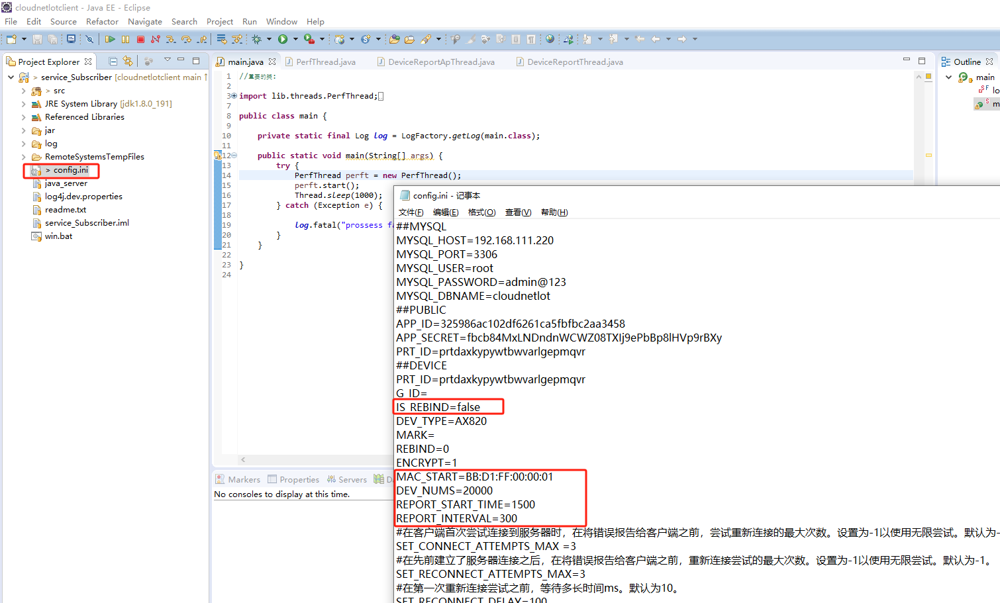 cloudnetlotclient - Java EE - Eclipse
File Edit Source Refactor Navigate Search Project Run Window Help
Project Explorer
service_Subscriber [cloudnetlotclient main ↑
> src
JRE System Library [jdk1.8.0_191]
Referenced Libraries
jar
log
RemoteSystemsTempFiles
> config.ini
java_server
log4j.dev.properties
readme.txt
service_Subscriber.iml
win.bat
main.java PerfThread.java DeviceReportApThread.java DeviceReportThread.java
1 //重要的类:
2
3 import lib.threads.PerfThread;
7
8 public class main {
9
10 private static final Log log = LogFactory.getLog(main.class);
11
12 public static void main(String[] args) {
13 try {
14 PerfThread perft = new PerfThread();
15 perft.start();
16 Thread.sleep(1000);
17 } catch (Exception e) {
18
19 log.fatal("prossess fa
20 }
21 }
22
23 }
24
Markers Properties Servers D
No consoles to display at this time.
Outline
main
lo
m
config.ini - 记事本
文件(F) 编辑(E) 格式(O) 查看(V) 帮助(H)
##MYSQL
MYSQL_HOST=192.168.111.220
MYSQL_PORT=3306
MYSQL_USER=root
MYSQL_PASSWORD=admin@123
MYSQL_DBNAME=cloudnetlot
##PUBLIC
APP_ID=325986ac102df6261ca5fbfbc2aa3458
APP_SECRET=fbcb84MxLNDndnWCWZ08TXIj9ePbBp8lHVp9rBXy
PRT_ID=prtdaxkypywtbwvarlgepmqvr
##DEVICE
PRT_ID=prtdaxkypywtbwvarlgepmqvr
G_ID=
IS_REBIND=false
DEV_TYPE=AX820
MARK=
REBIND=0
ENCRYPT=1
MAC_START=BB:D1:FF:00:00:01
DEV_NUMS=20000
REPORT_START_TIME=1500
REPORT_INTERVAL=300
#在客户端首次尝试连接到服务器时，在将错误报告给客户端之前，尝试重新连接的最大次数。设置为-1以使用无限尝试。默认为-
SET_CONNECT_ATTEMPTS_MAX =3
#在先前建立了服务器连接之后，在将错误报告给客户端之前，重新连接尝试的最大次数。设置为-1以使用无限尝试。默认为-1。
SET_RECONNECT_ATTEMPTS_MAX=3
#在第一次重新连接尝试之前，等待多长时间ms。默认为10。
SET_RECONNECT_DELAY=100